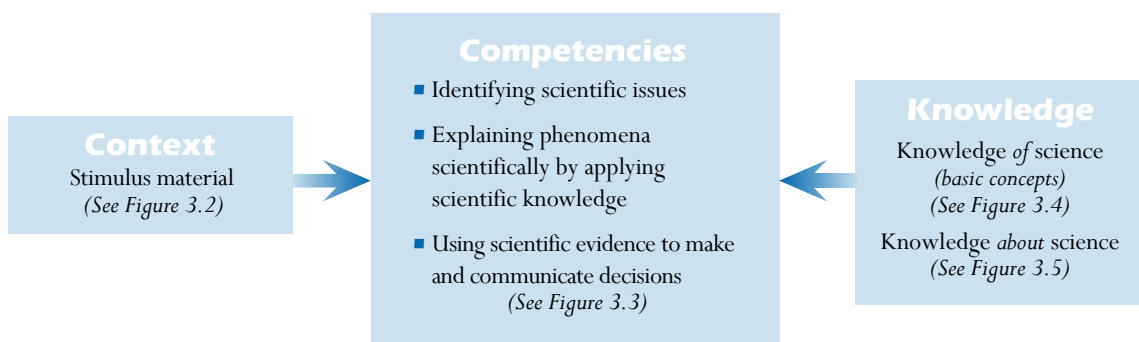 Context
Stimulus material
(See Figure 3.2)
Competencies
■ Identifying scientific issues
■ Explaining phenomena
scientifically by applying
scientific knowledge
■ Using scientific evidence to make
and communicate decisions
(See Figure 3.3)
Knowledge
Knowledge of science
(basic concepts)
(See Figure 3.4)
Knowledge about science
(See Figure 3.5)